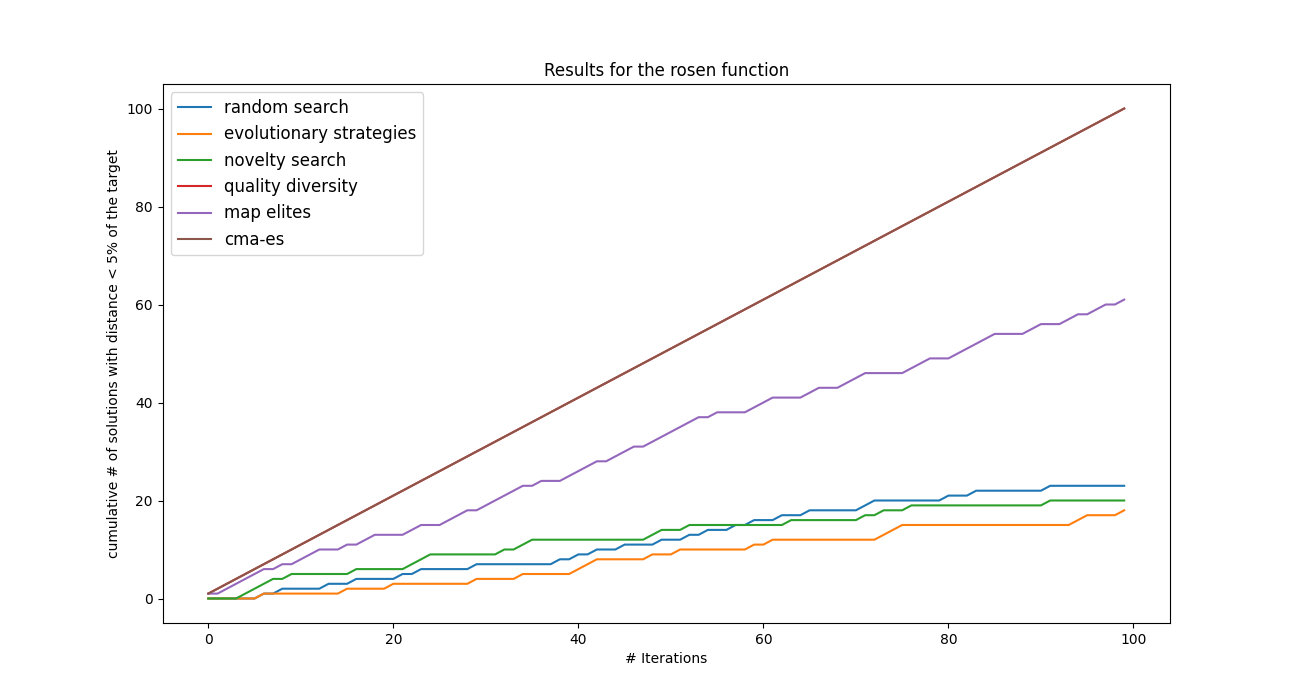 Results for the rosen function
100
80
60
40
20
0
cumulative # of solutions with distance < 5% of the target
random search
evolutionary strategies
novelty search
quality diversity
map elites
cma-es
0 20 40 60 80 100
# Iterations